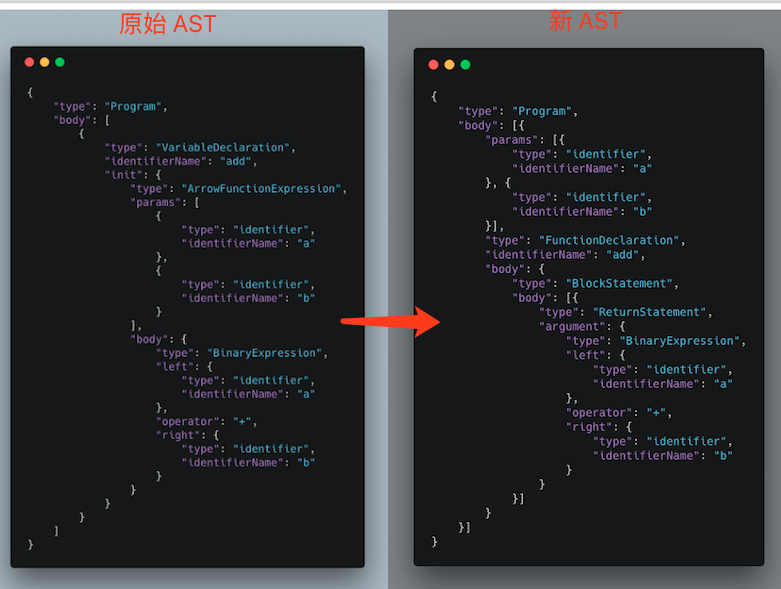 原始 AST
{
    "type": "Program",
    "body": [
        {
            "type": "VariableDeclaration",
            "identifierName": "add",
            "init": {
                "type": "ArrowFunctionExpression",
                "params": [
                    {
                        "type": "identifier",
                        "identifierName": "a"
                    },
                    {
                        "type": "identifier",
                        "identifierName": "b"
                    }
                ],
                "body": {
                    "type": "BinaryExpression",
                    "left": {
                        "type": "identifier",
                        "identifierName": "a"
                    },
                    "operator": "+",
                    "right": {
                        "type": "identifier",
                        "identifierName": "b"
                    }
                }
            }
        }
    ]
}
新 AST
{
    "type": "Program",
    "body": [{
        "params": [{
            "type": "identifier",
            "identifierName": "a"
        }, {
            "type": "identifier",
            "identifierName": "b"
        }],
        "type": "FunctionDeclaration",
        "identifierName": "add",
        "body": {
            "type": "BlockStatement",
            "body": [{
                "type": "ReturnStatement",
                "argument": {
                    "type": "BinaryExpression",
                    "left": {
                        "type": "identifier",
                        "identifierName": "a"
                    },
                    "operator": "+",
                    "right": {
                        "type": "identifier",
                        "identifierName": "b"
                    }
                }
            }]
        }
    }]
}